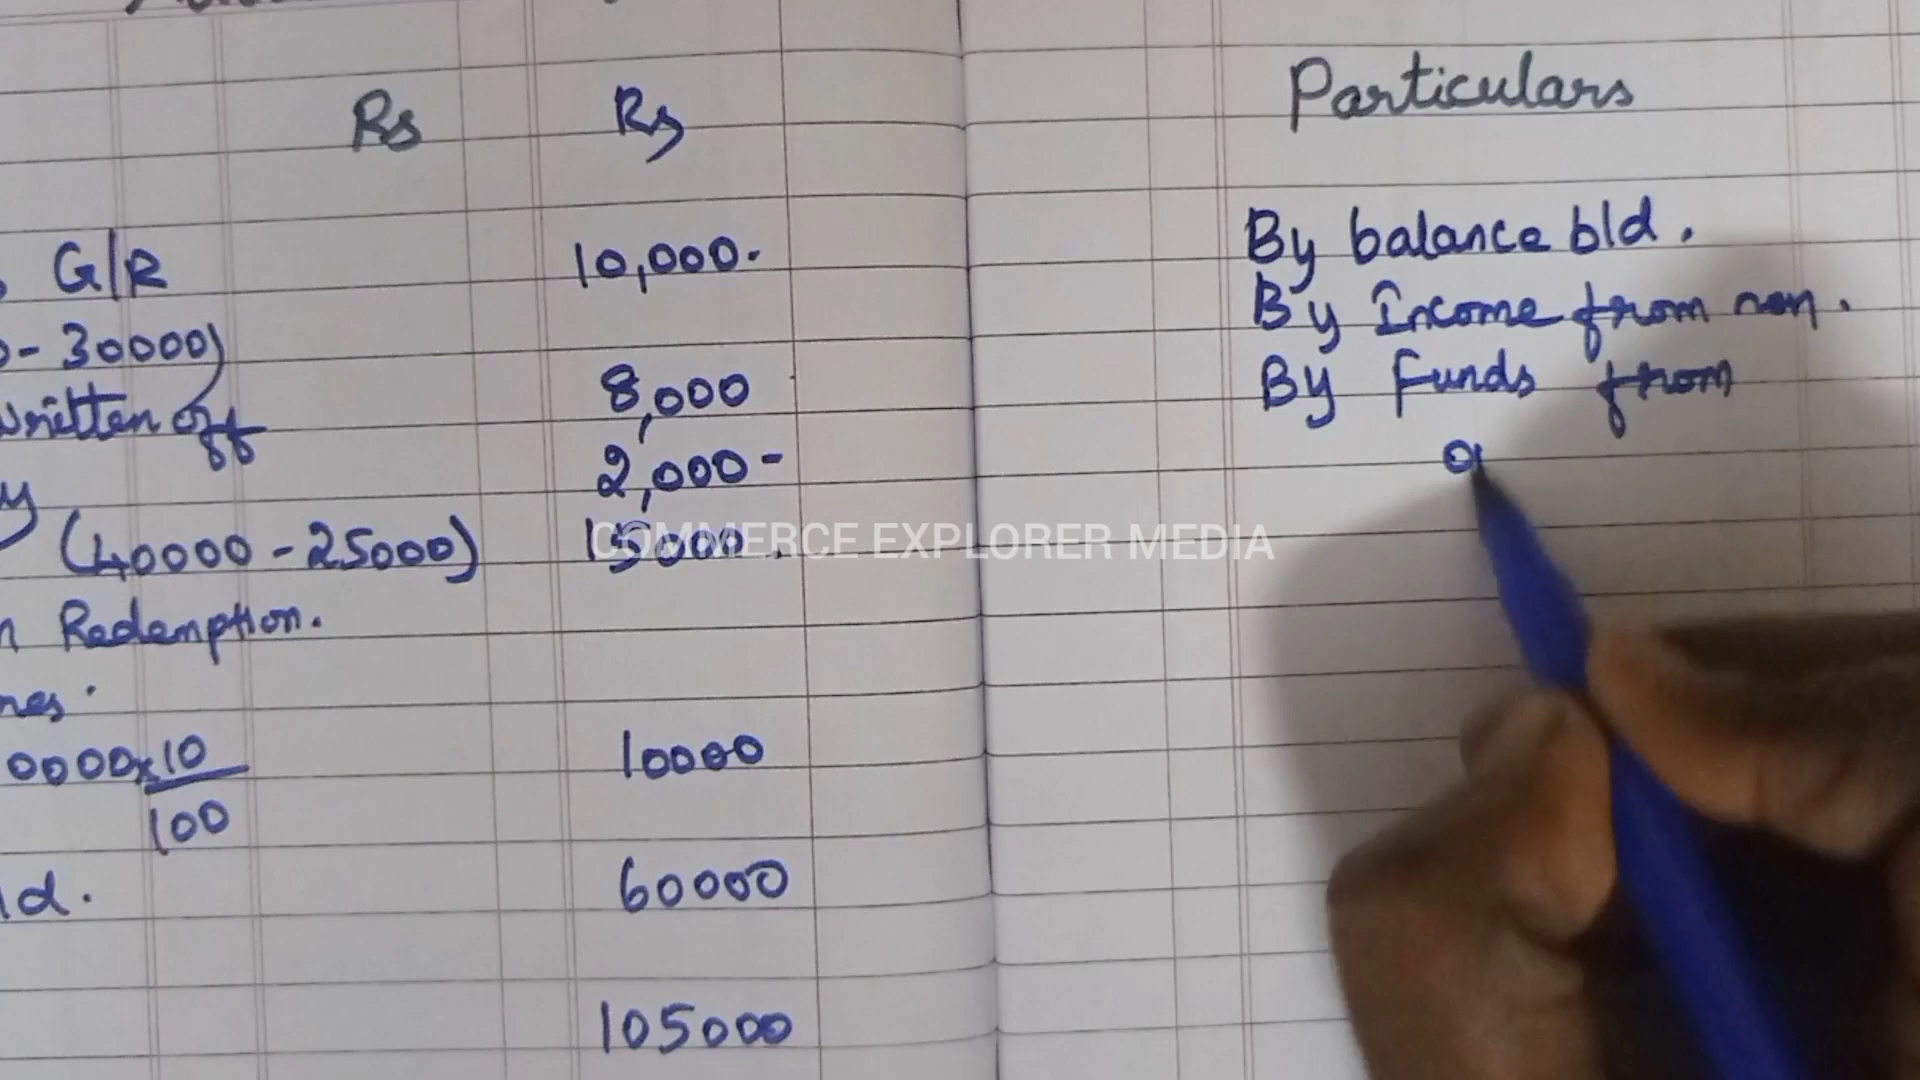 Rs Rs
G/R 10,000.
- 30000)
written off 8,000
2,000 -
(40000 - 25000) 15000.
Redemption.
0000x10 10000
100
60000
105000
Particulars
By balance b/d.
By Income from non.
By funds from
COMMERCE EXPLORER MEDIA